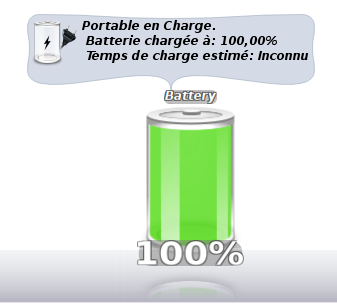 Portable en Charge.
Batterie chargée à: 100,00%
Temps de charge estimé: Inconnu
Battery
100%